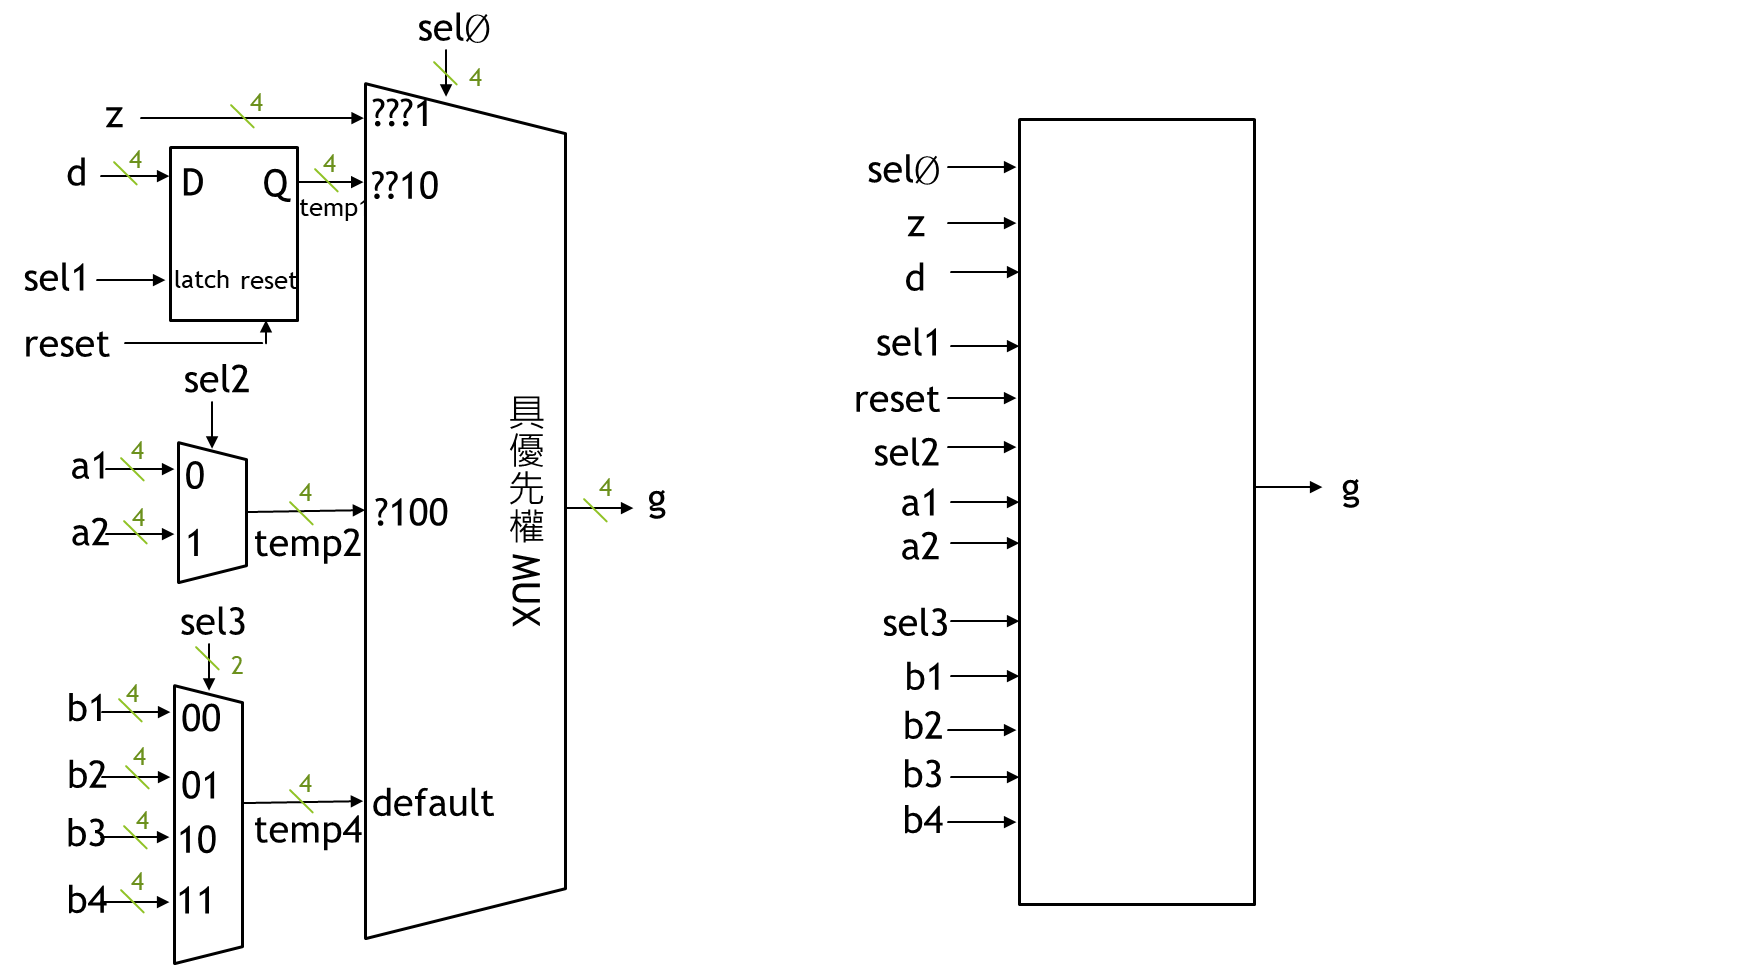 sel∅
4
z
4
???1
d
4
D
Q
4
temp1
??10
sel1
latch
reset
reset
sel2
a1
4
0
a2
4
1
4
temp2
?100
具優先權 MUX
4
g
sel3
2
b1
4
00
b2
4
01
b3
4
10
b4
4
11
4
temp4
default
sel∅
z
d
sel1
reset
sel2
a1
a2
sel3
b1
b2
b3
b4
g